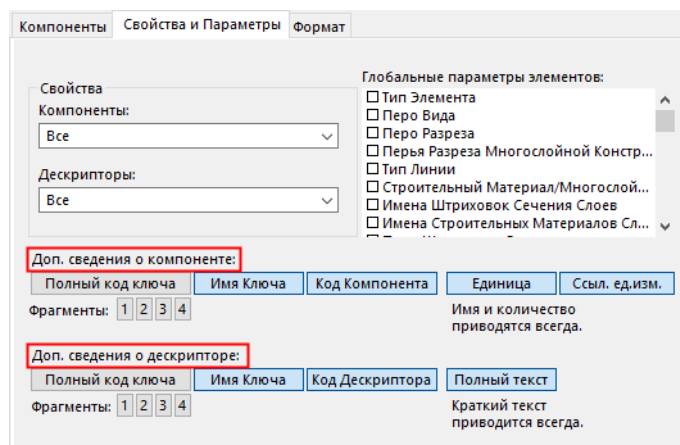 Компоненты Свойства и Параметры Формат
Глобальные параметры элементов:
Свойства
Компоненты:
Все
Дескрипторы:
Все
Тип Элемента
Перо Вида
Перо Разреза
Перья Разреза Многослойной Констр...
Тип Линии
Строительный Материал/Многослой...
Имена Штриховок Сечения Слоев
Имена Строительных Материалов Сл...
Доп. сведения о компоненте:
Полный код ключа Имя Ключа Код Компонента Единица Ссыл. ед.изм.
Фрагменты: 1 2 3 4
Имя и количество
приводятся всегда.
Доп. сведения о дескрипторе:
Полный код ключа Имя Ключа Код Дескриптора Полный текст
Фрагменты: 1 2 3 4
Краткий текст
приводится всегда.